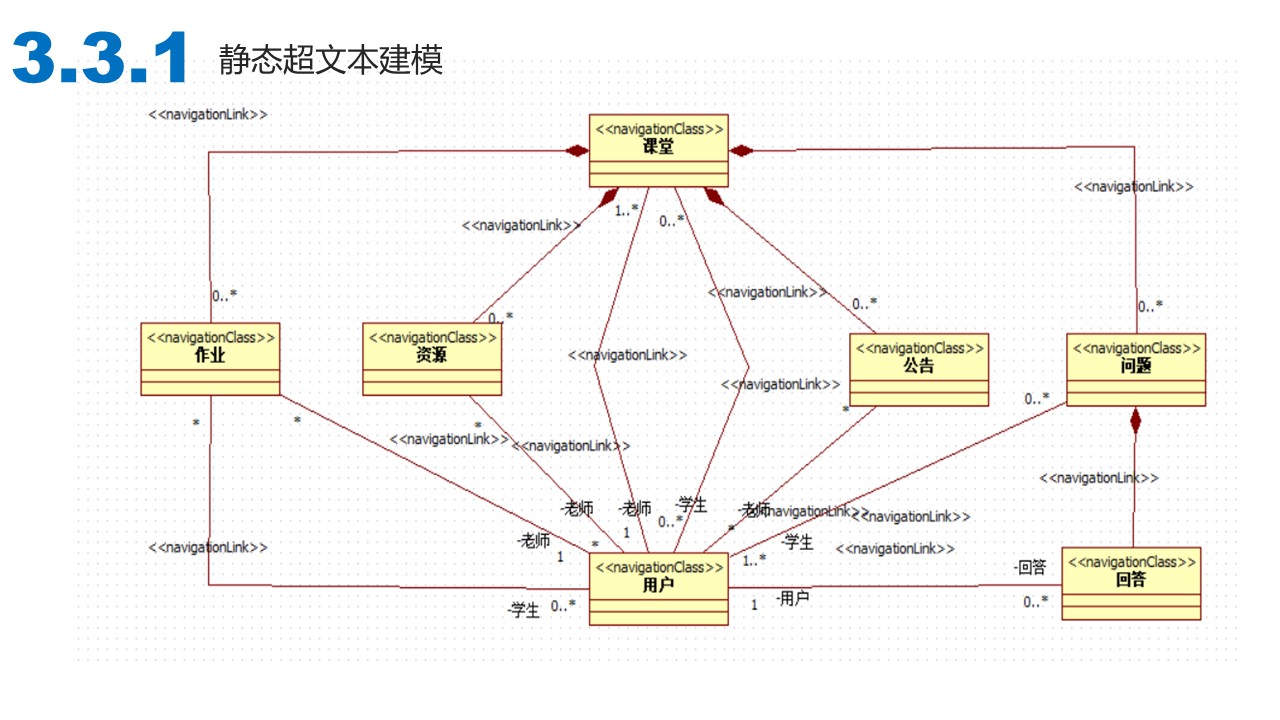 3.3.1 静态超文本建模
<<navigationLink>>
<<navigationClass>>
课堂
<<navigationLink>>
<<navigationLink>>
1..*
0..*
<<navigationLink>>
0..*
0..*
0..*
0..*
<<navigationClass>>
作业
<<navigationClass>>
资源
<<navigationClass>>
公告
<<navigationClass>>
问题
<<navigationLink>>
<<navigationLink>>
*
*
*
*
0..*
<<navigationLink>>
<<navigationLink>>
<<navigationLink>>
-老师
-老师
-学生
-老师
<<navigationLink>>
<<navigationLink>>
0..*
*
1
-老师
*
1
-学生
<<navigationLink>>
<<navigationLink>>
1..*
<<navigationClass>>
用户
-回答
<<navigationClass>>
回答
-学生
0..*
1
-用户
0..*